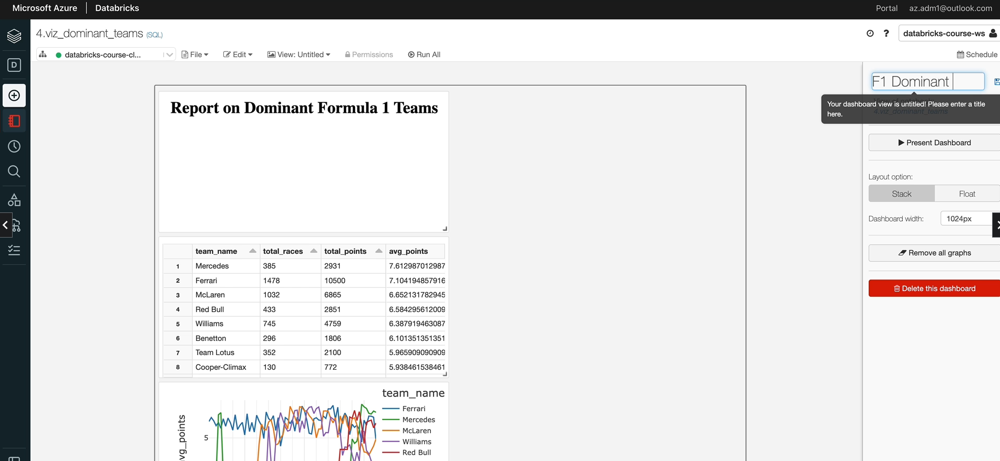 Microsoft Azure | Databricks
Portal az.adm1@outlook.com
4.viz_dominant_teams (SQL)
databricks-course-ws
databricks-course-cl...
File
Edit
View: Untitled
Permissions
Run All
Schedule
D
F1 Dominant
Your dashboard view is untitled! Please enter a title
here.
4.viz_dominant_teams
Present Dashboard
Layout option:
Stack Float
Dashboard width: 1024px
Remove all graphs
Delete this dashboard
Report on Dominant Formula 1 Teams
team_name total_races total_points avg_points
1 Mercedes 385 2931 7.612987012987
2 Ferrari 1478 10500 7.104194857916
3 McLaren 1032 6865 6.652131782945
4 Red Bull 433 2851 6.584295612009
5 Williams 745 4759 6.387919463087
6 Benetton 296 1806 6.101351351351
7 Team Lotus 352 2100 5.965909090909
8 Cooper-Climax 130 772 5.938461538461
team_name
Ferrari
Mercedes
McLaren
Williams
Red Bull
5
avg_points